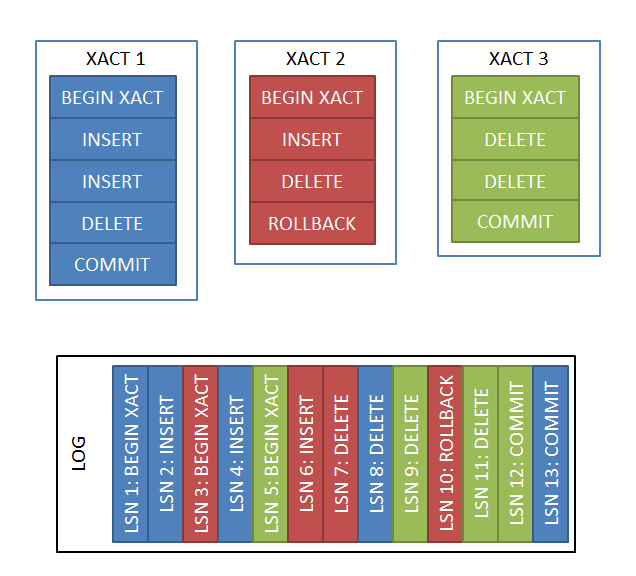 XACT 1
BEGIN XACT
INSERT
INSERT
DELETE
COMMIT
XACT 2
BEGIN XACT
INSERT
DELETE
ROLLBACK
XACT 3
BEGIN XACT
DELETE
DELETE
COMMIT
LOG
LSN 1: BEGIN XACT
LSN 2: INSERT
LSN 3: BEGIN XACT
LSN 4: INSERT
LSN 5: BEGIN XACT
LSN 6: INSERT
LSN 7: DELETE
LSN 8: DELETE
LSN 9: DELETE
LSN 10: ROLLBACK
LSN 11: DELETE
LSN 12: COMMIT
LSN 13: COMMIT